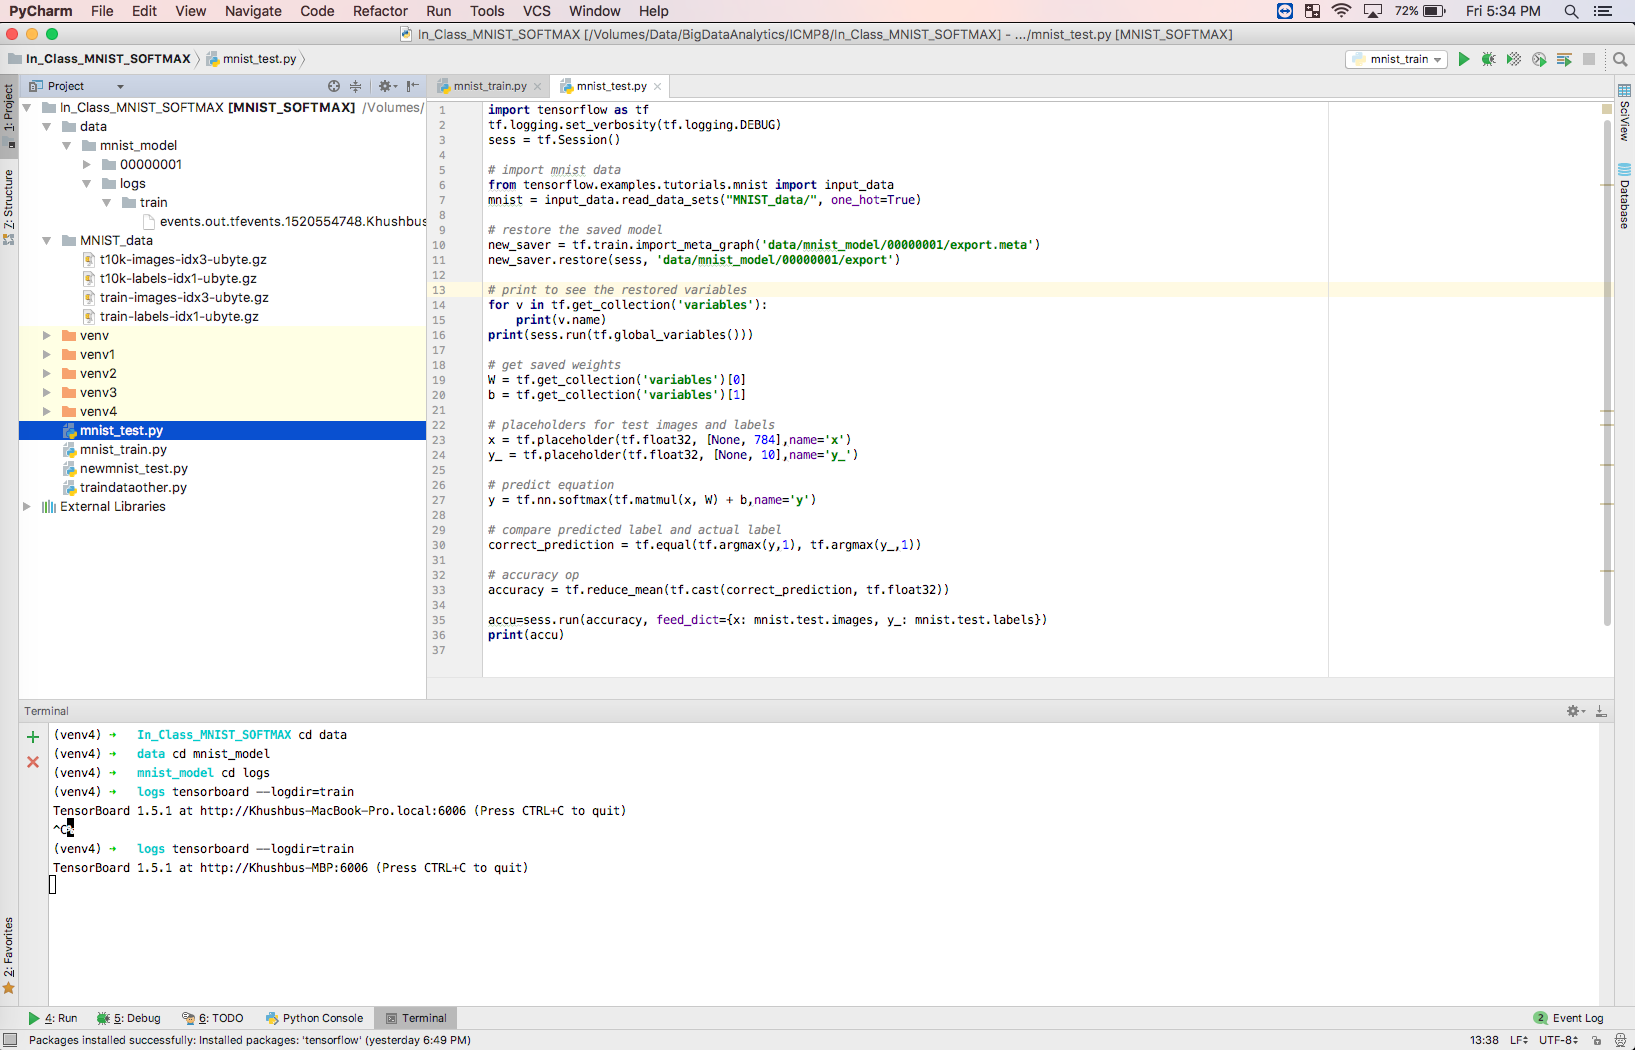 PyCharm File Edit View Navigate Code Refactor Run Tools VCS Window Help 72% Fri 5:34 PM
In_Class_MNIST_SOFTMAX [/Volumes/Data/BigDataAnalytics/ICMP8/In_Class_MNIST_SOFTMAX] - .../mnist_test.py [MNIST_SOFTMAX]
In_Class_MNIST_SOFTMAX mnist_test.py mnist_train
Project
mnist_train.py mnist_test.py
1: Project
7: Structure
2: Favorites
In_Class_MNIST_SOFTMAX [MNIST_SOFTMAX] /Volumes/
data
mnist_model
00000001
logs
train
events.out.tfevents.1520554748.Khushbus
MNIST_data
t10k-images-idx3-ubyte.gz
t10k-labels-idx1-ubyte.gz
train-images-idx3-ubyte.gz
train-labels-idx1-ubyte.gz
venv
venv1
venv2
venv3
venv4
mnist_test.py
mnist_train.py
newmnist_test.py
traindataother.py
External Libraries
1 import tensorflow as tf
2 tf.logging.set_verbosity(tf.logging.DEBUG)
3 sess = tf.Session()
4
5 # import mnist data
6 from tensorflow.examples.tutorials.mnist import input_data
7 mnist = input_data.read_data_sets("MNIST_data/", one_hot=True)
8
9 # restore the saved model
10 new_saver = tf.train.import_meta_graph('data/mnist_model/00000001/export.meta')
11 new_saver.restore(sess, 'data/mnist_model/00000001/export')
12
13 # print to see the restored variables
14 for v in tf.get_collection('variables'):
15 print(v.name)
16 print(sess.run(tf.global_variables()))
17
18 # get saved weights
19 W = tf.get_collection('variables')[0]
20 b = tf.get_collection('variables')[1]
21
22 # placeholders for test images and labels
23 x = tf.placeholder(tf.float32, [None, 784],name='x')
24 y_ = tf.placeholder(tf.float32, [None, 10],name='y_')
25
26 # predict equation
27 y = tf.nn.softmax(tf.matmul(x, W) + b,name='y')
28
29 # compare predicted label and actual label
30 correct_prediction = tf.equal(tf.argmax(y,1), tf.argmax(y_,1))
31
32 # accuracy op
33 accuracy = tf.reduce_mean(tf.cast(correct_prediction, tf.float32))
34
35 accu=sess.run(accuracy, feed_dict={x: mnist.test.images, y_: mnist.test.labels})
36 print(accu)
37
SciView
Database
Terminal
(venv4) → In_Class_MNIST_SOFTMAX cd data
(venv4) → data cd mnist_model
(venv4) → mnist_model cd logs
(venv4) → logs tensorboard --logdir=train
TensorBoard 1.5.1 at http://Khushbus-MacBook-Pro.local:6006 (Press CTRL+C to quit)
^C%
(venv4) → logs tensorboard --logdir=train
TensorBoard 1.5.1 at http://Khushbus-MBP:6006 (Press CTRL+C to quit)
4: Run 5: Debug 6: TODO Python Console Terminal 2 Event Log
Packages installed successfully: Installed packages: 'tensorflow' (yesterday 6:49 PM) 13:38 LF UTF-8